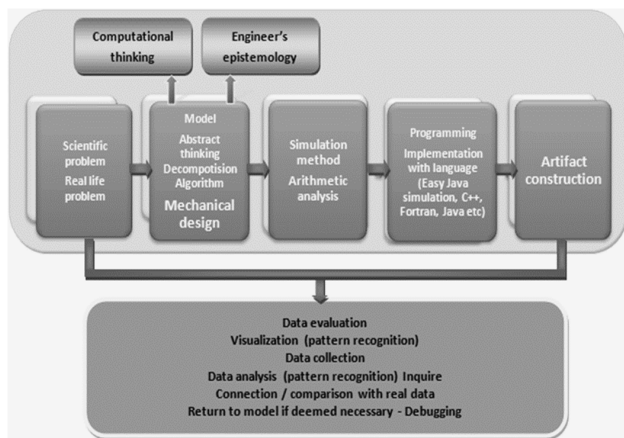 Computational
thinking
Engineer's
epistemology
Scientific
problem
Real life
problem
Model
Abstract
thinking
Decompotision
Algorithm
Mechanical
design
Simulation
method
Arithmetic
analysis
Programming
Implementation
with language
(Easy Java
simulation, C++,
Fortran, Java etc)
Artifact
construction
Data evaluation
Visualization (pattern recognition)
Data collection
Data analysis (pattern recognition) Inquire
Connection / comparison with real data
Return to model if deemed necessary - Debugging